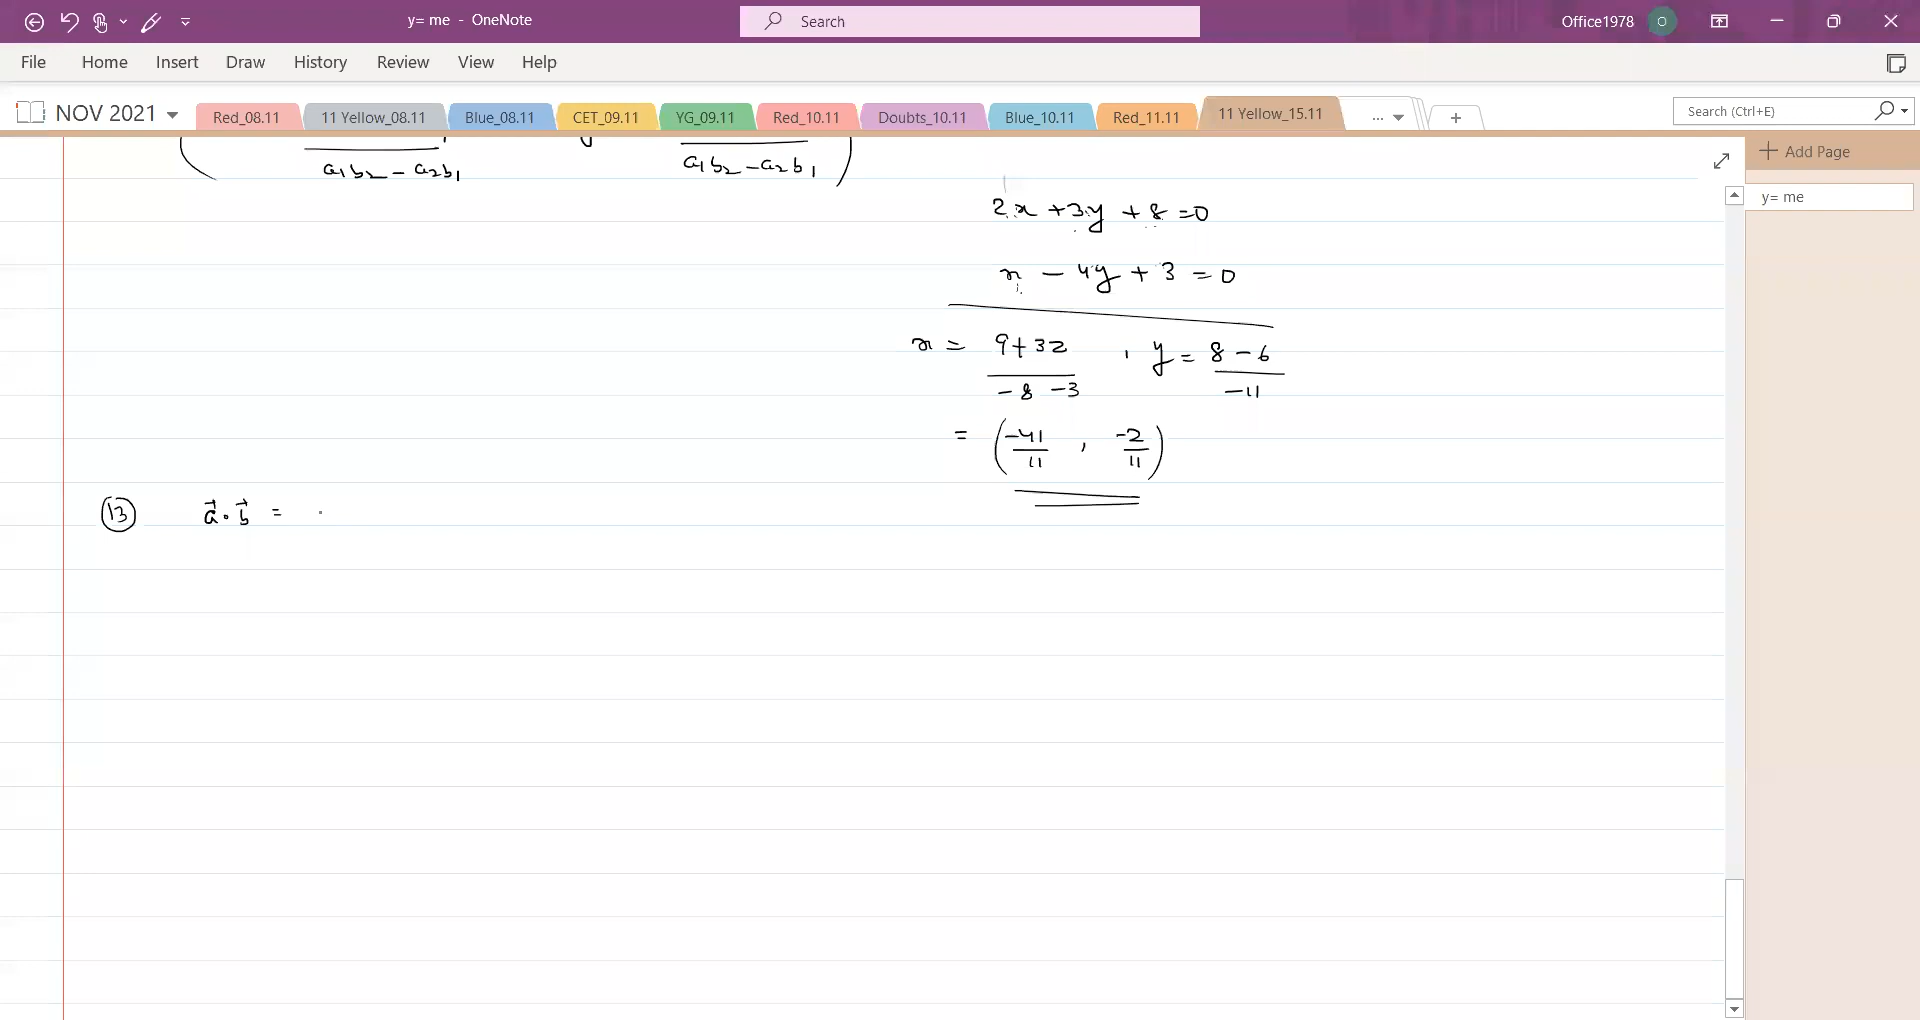 y= me - OneNote
Search
Office1978
O
File Home Insert Draw History Review View Help
NOV 2021
Red_08.11
11 Yellow_08.11
Blue_08.11
CET_09.11
YG_09.11
Red_10.11
Doubts_10.11
Blue_10.11
Red_11.11
11 Yellow_15.11
...
+
Search (Ctrl+E)
+ Add Page
y= me
a₁b₂ - a₂b₁
a₁b₂ - a₂b₁
2x + 3y + 8 = 0
x - 4y + 3 = 0
x = (9 + 32)/(-8 - 3) , y = (8 - 6)/(-11)
= (-41/11 , -2/11)
13 a⃗ · b⃗ =